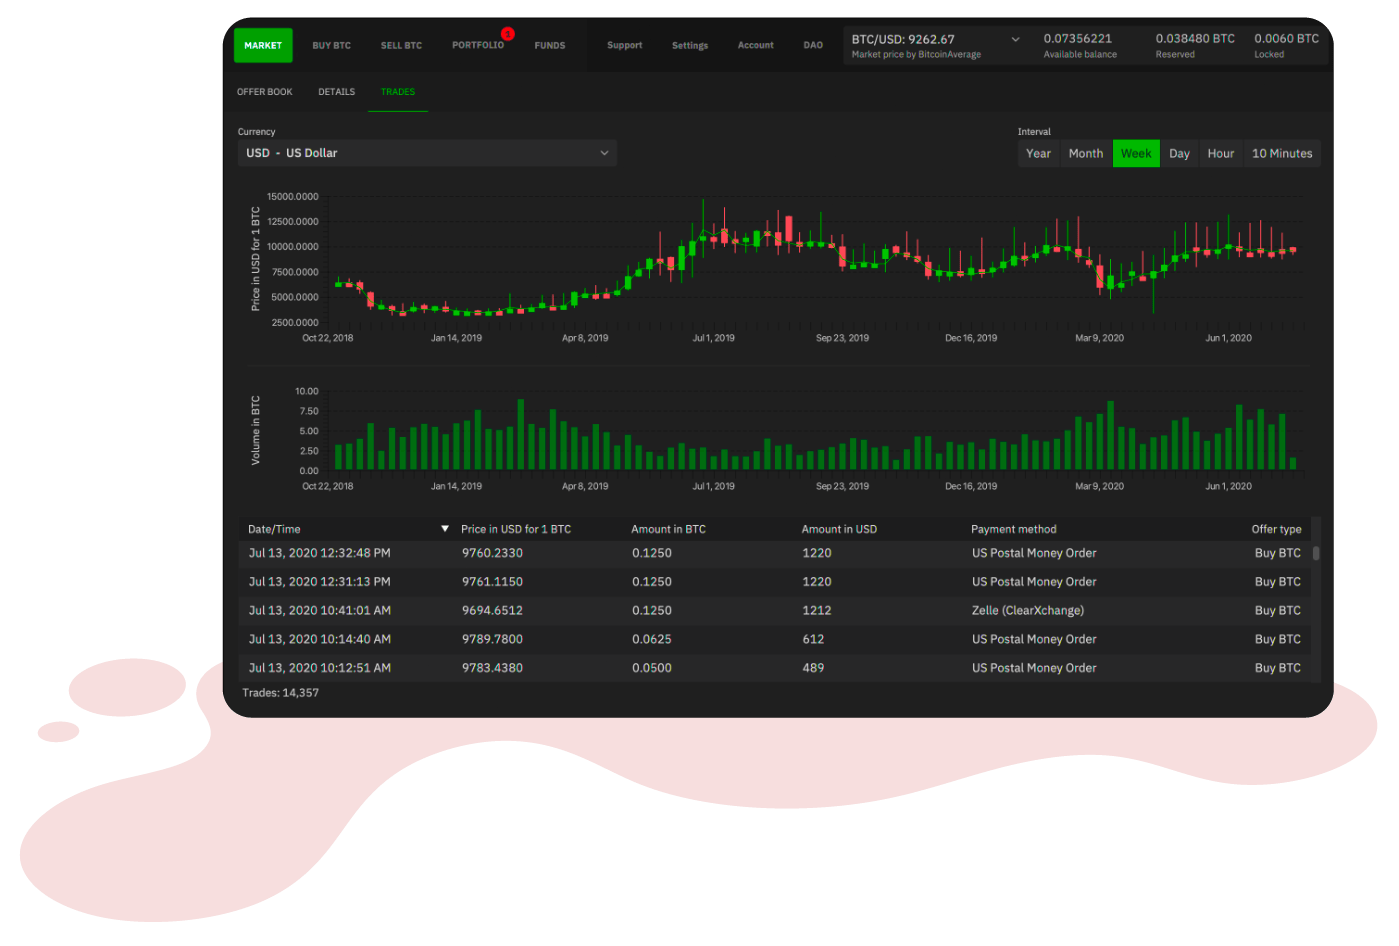 MARKET BUY BTC SELL BTC PORTFOLIO 1 FUNDS Support Settings Account DAO BTC/USD: 9262.67 0.07356221 0.038480 BTC 0.0060 BTC
Market price by BitcoinAverage Available balance Reserved Locked
OFFER BOOK DETAILS TRADES
Currency Interval
USD - US Dollar Year Month Week Day Hour 10 Minutes
Price in USD for 1 BTC
15000.0000
12500.0000
10000.0000
7500.0000
5000.0000
2500.0000
Oct 22, 2018 Jan 14, 2019 Apr 8, 2019 Jul 1, 2019 Sep 23, 2019 Dec 16, 2019 Mar 9, 2020 Jun 1, 2020
Volume in BTC
10.00
7.50
5.00
2.50
0.00
Oct 22, 2018 Jan 14, 2019 Apr 8, 2019 Jul 1, 2019 Sep 23, 2019 Dec 16, 2019 Mar 9, 2020 Jun 1, 2020
Date/Time Price in USD for 1 BTC Amount in BTC Amount in USD Payment method Offer type
Jul 13, 2020 12:32:48 PM 9760.2330 0.1250 1220 US Postal Money Order Buy BTC
Jul 13, 2020 12:31:13 PM 9761.1150 0.1250 1220 US Postal Money Order Buy BTC
Jul 13, 2020 10:41:01 AM 9694.6512 0.1250 1212 Zelle (ClearXchange) Buy BTC
Jul 13, 2020 10:14:40 AM 9789.7800 0.0625 612 US Postal Money Order Buy BTC
Jul 13, 2020 10:12:51 AM 9783.4380 0.0500 489 US Postal Money Order Buy BTC
Trades: 14,357